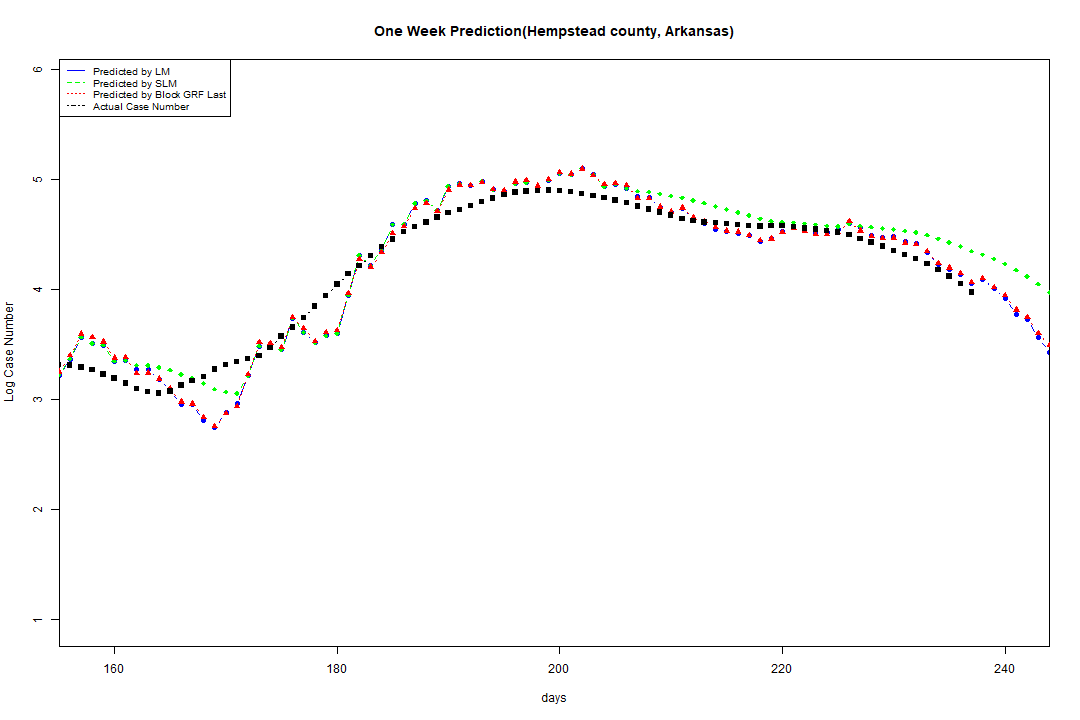 One Week Prediction(Hempstead county, Arkansas)
Predicted by LM
Predicted by SLM
Predicted by Block GRF Last
Actual Case Number
6
5
4
3
2
1
Log Case Number
160 180 200 220 240
days